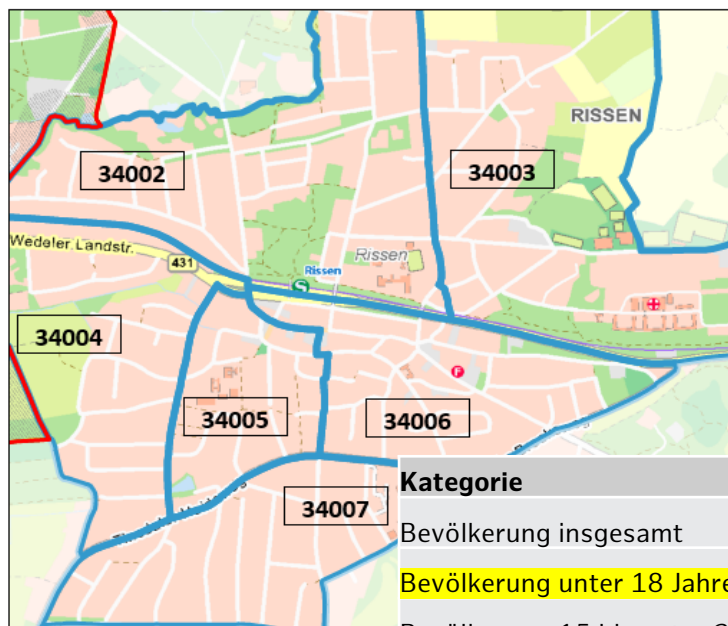 RISSEN
34002
34003
Wedeler Landstr.
431
Rissen
Rissen
S
34004
34005
34006
F
34007
Kategorie
Bevölkerung insgesamt
Bevölkerung unter 18 Jahre